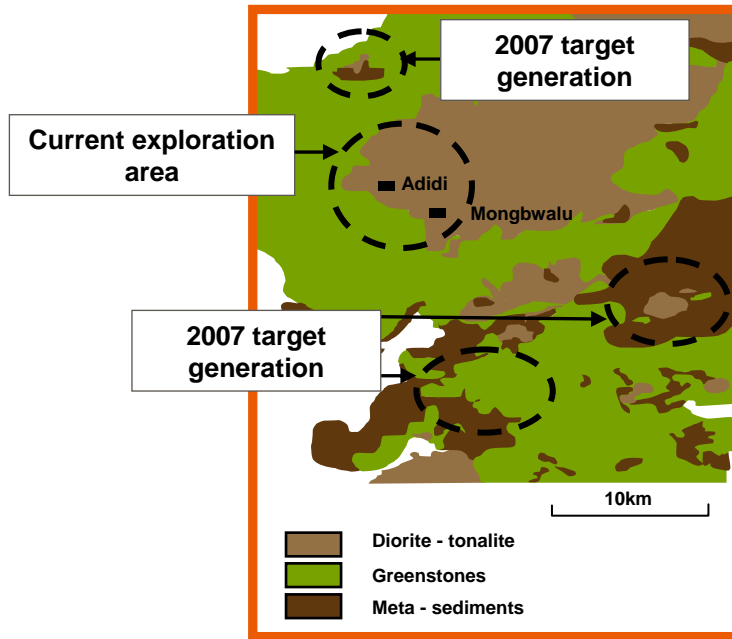 2007 target
generation
Current exploration
area
Adidi
Mongbwalu
2007 target
generation
10km
Diorite - tonalite
Greenstones
Meta - sediments